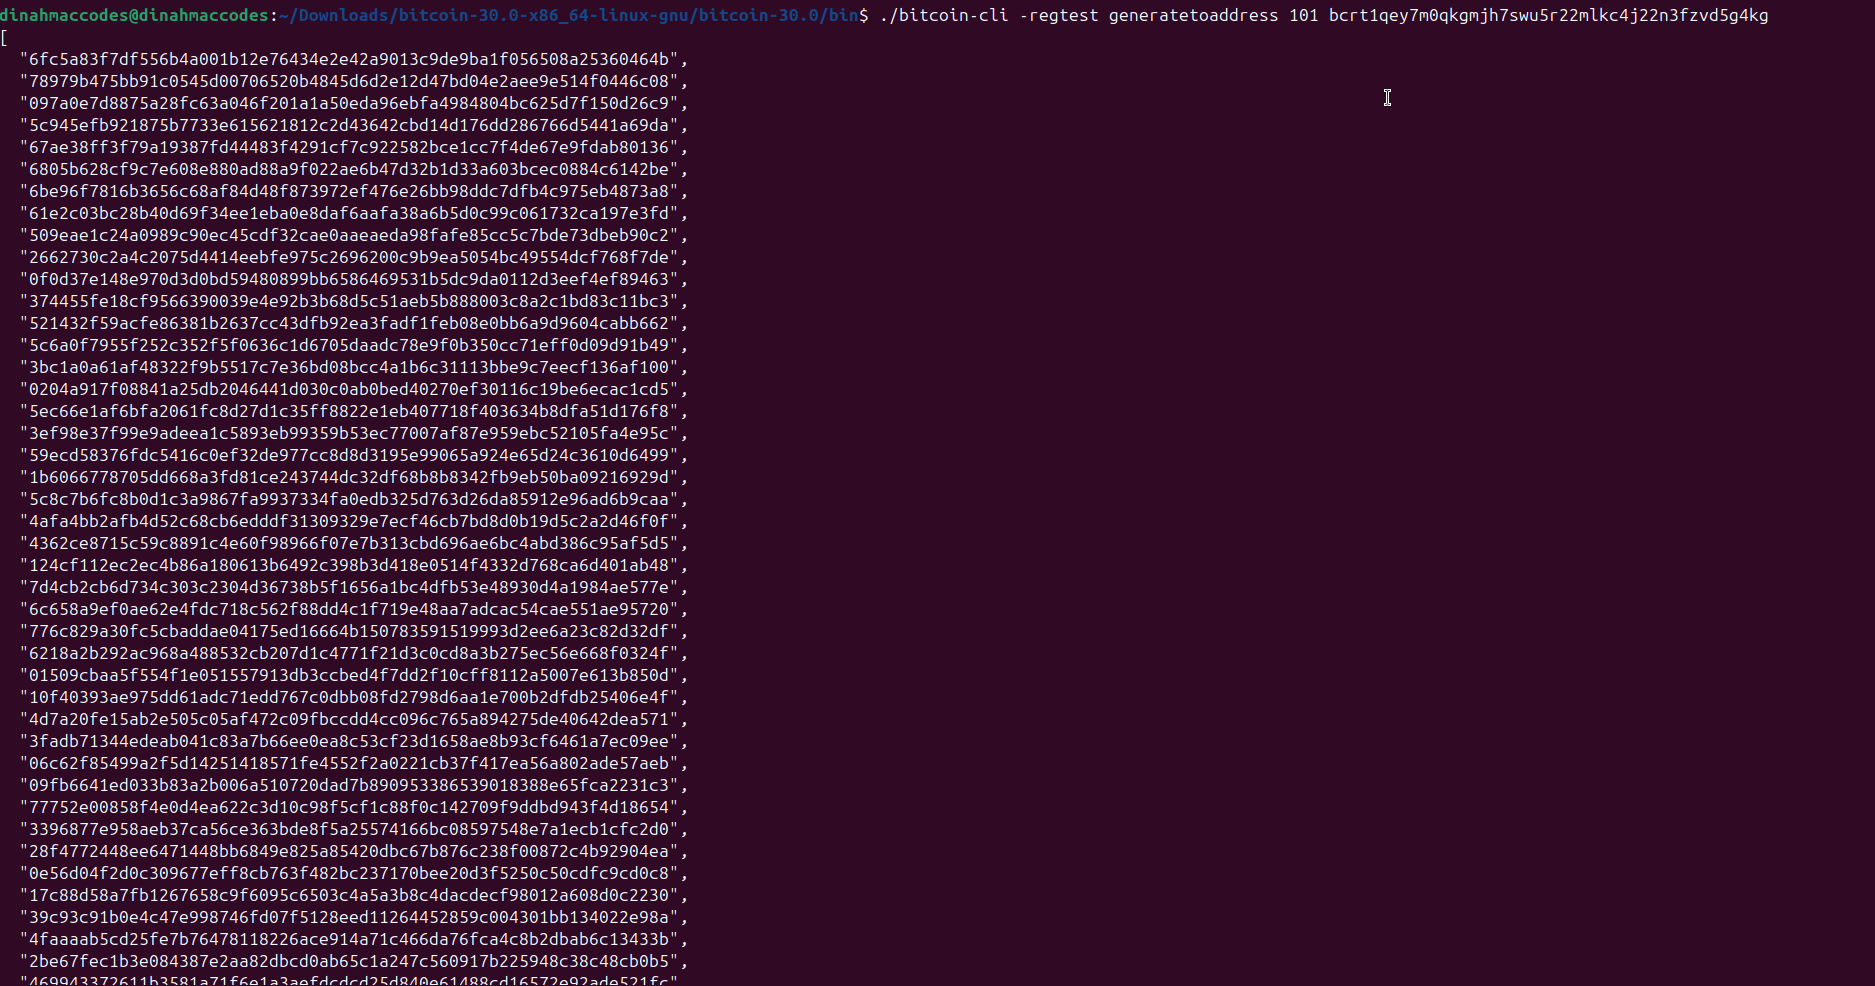 dinahmaccodes@dinahmaccodes:~/Downloads/bitcoin-30.0-x86_64-linux-gnu/bitcoin-30.0/bin$ ./bitcoin-cli -regtest generatetoaddress 101 bcrt1qey7m0qkgmjh7swu5r22mlkc4j22n3fzvd5g4kg
[
"6fc5a83f7df556b4a001b12e76434e2e42a9013c9de9ba1f056508a25360464b",
"78979b475bb91c0545d00706520b4845d6d2e12d47bd04e2aee9e514f0446c08",
"097a0e7d8875a28fc63a046f201a1a50eda96ebfa4984804bc625d7f150d26c9",
"5c945efb921875b7733e615621812c2d43642cbd14d176dd286766d5441a69da",
"67ae38ff3f79a19387fd44483f4291cf7c922582bce1cc7f4de67e9fdab80136",
"6805b628cf9c7e608e880ad88a9f022ae6b47d32b1d33a603bcec0884c6142be",
"6be96f7816b3656c68af84d48f873972ef476e26bb98ddc7dfb4c975eb4873a8",
"61e2c03bc28b40d69f34ee1eba0e8daf6aafa38a6b5d0c99c061732ca197e3fd",
"509eae1c24a0989c90ec45cdf32cae0aaeaeda98fafe85cc5c7bde73dbeb90c2",
"2662730c2a4c2075d4414eebfe975c2696200c9b9ea5054bc49554dcf768f7de",
"0f0d37e148e970d3d0bd59480899bb6586469531b5dc9da0112d3eef4ef89463",
"374455fe18cf9566390039e4e92b3b68d5c51aeb5b888003c8a2c1bd83c11bc3",
"521432f59acfe86381b2637cc43dfb92ea3fadf1feb08e0bb6a9d9604cabb662",
"5c6a0f7955f252c352f5f0636c1d6705daadc78e9f0b350cc71eff0d09d91b49",
"3bc1a0a61af48322f9b5517c7e36bd08bcc4a1b6c31113bbe9c7eecf136af100",
"0204a917f08841a25db2046441d030c0ab0bed40270ef30116c19be6ecac1cd5",
"5ec66e1af6bfa2061fc8d27d1c35ff8822e1eb407718f403634b8dfa51d176f8",
"3ef98e37f99e9adeea1c5893eb99359b53ec77007af87e959ebc52105fa4e95c",
"59ecd58376fdc5416c0ef32de977cc8d8d3195e99065a924e65d24c3610d6499",
"1b6066778705dd668a3fd81ce243744dc32df68b8b8342fb9eb50ba09216929d",
"5c8c7b6fc8b0d1c3a9867fa9937334fa0edb325d763d26da85912e96ad6b9caa",
"4afa4bb2afb4d52c68cb6edddf31309329e7ecf46cb7bd8d0b19d5c2a2d46f0f",
"4362ce8715c59c8891c4e60f98966f07e7b313cbd696ae6bc4abd386c95af5d5",
"124cf112ec2ec4b86a180613b6492c398b3d418e0514f4332d768ca6d401ab48",
"7d4cb2cb6d734c303c2304d36738b5f1656a1bc4dfb53e48930d4a1984ae577e",
"6c658a9ef0ae62e4fdc718c562f88dd4c1f719e48aa7adcac54cae551ae95720",
"776c829a30fc5cbaddae04175ed16664b150783591519993d2ee6a23c82d32df",
"6218a2b292ac968a488532cb207d1c4771f21d3c0cd8a3b275ec56e668f0324f",
"01509cbaa5f554f1e051557913db3ccbed4f7dd2f10cff8112a5007e613b850d",
"10f40393ae975dd61adc71edd767c0dbb08fd2798d6aa1e700b2dfdb25406e4f",
"4d7a20fe15ab2e505c05af472c09fbccdd4cc096c765a894275de40642dea571",
"3fadb71344edeab041c83a7b66ee0ea8c53cf23d1658ae8b93cf6461a7ec09ee",
"06c62f85499a2f5d14251418571fe4552f2a0221cb37f417ea56a802ade57aeb",
"09fb6641ed033b83a2b006a510720dad7b890953386539018388e65fca2231c3",
"77752e00858f4e0d4ea622c3d10c98f5cf1c88f0c142709f9ddbd943f4d18654",
"3396877e958aeb37ca56ce363bde8f5a25574166bc08597548e7a1ecb1cfc2d0",
"28f4772448ee6471448bb6849e825a85420dbc67b876c238f00872c4b92904ea",
"0e56d04f2d0c309677eff8cb763f482bc237170bee20d3f5250c50cdfc9cd0c8",
"17c88d58a7fb1267658c9f6095c6503c4a5a3b8c4dacdecf98012a608d0c2230",
"39c93c91b0e4c47e998746fd07f5128eed11264452859c004301bb134022e98a",
"4faaaab5cd25fe7b76478118226ace914a71c466da76fca4c8b2dbab6c13433b",
"2be67fec1b3e084387e2aa82dbcd0ab65c1a247c560917b225948c38c48cb0b5",